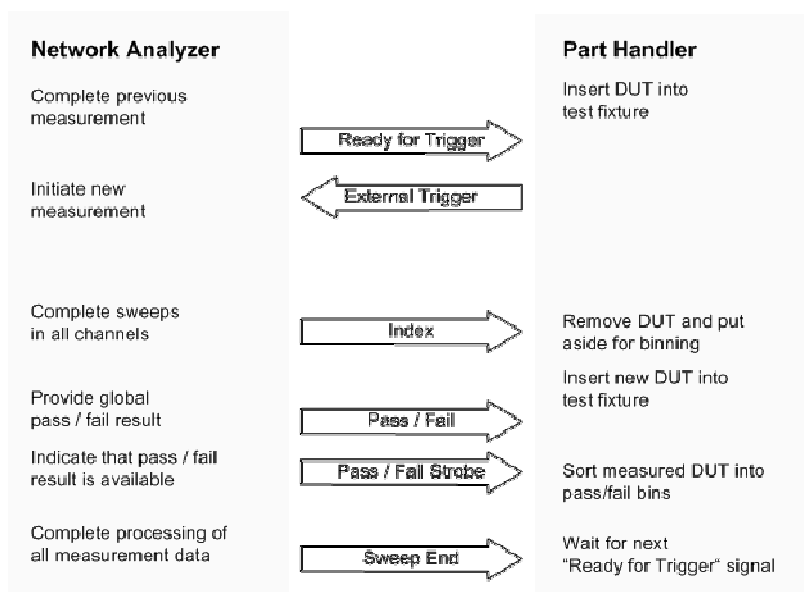 Network Analyzer
Part Handler
Complete previous
measurement
Insert DUT into
test fixture
Ready for Trigger
Initiate new
measurement
External Trigger
Complete sweeps
in all channels
Index
Remove DUT and put
aside for binning
Insert new DUT into
test fixture
Provide global
pass / fail result
Pass / Fail
Indicate that pass / fail
result is available
Pass / Fail Strobe
Sort measured DUT into
pass/fail bins
Complete processing of
all measurement data
Sweep End
Wait for next
“Ready for Trigger“ signal